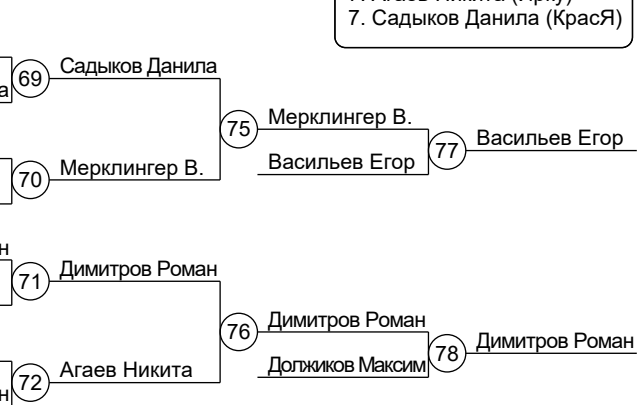 7. Садыков Данила (КрасЯ)
69 Садыков Данила
а
75 Мерклингер В.
77 Васильев Егор
Васильев Егор
70 Мерклингер В.
н
71 Димитров Роман
76 Димитров Роман
78 Димитров Роман
Должиков Максим
72 Агаев Никита
н